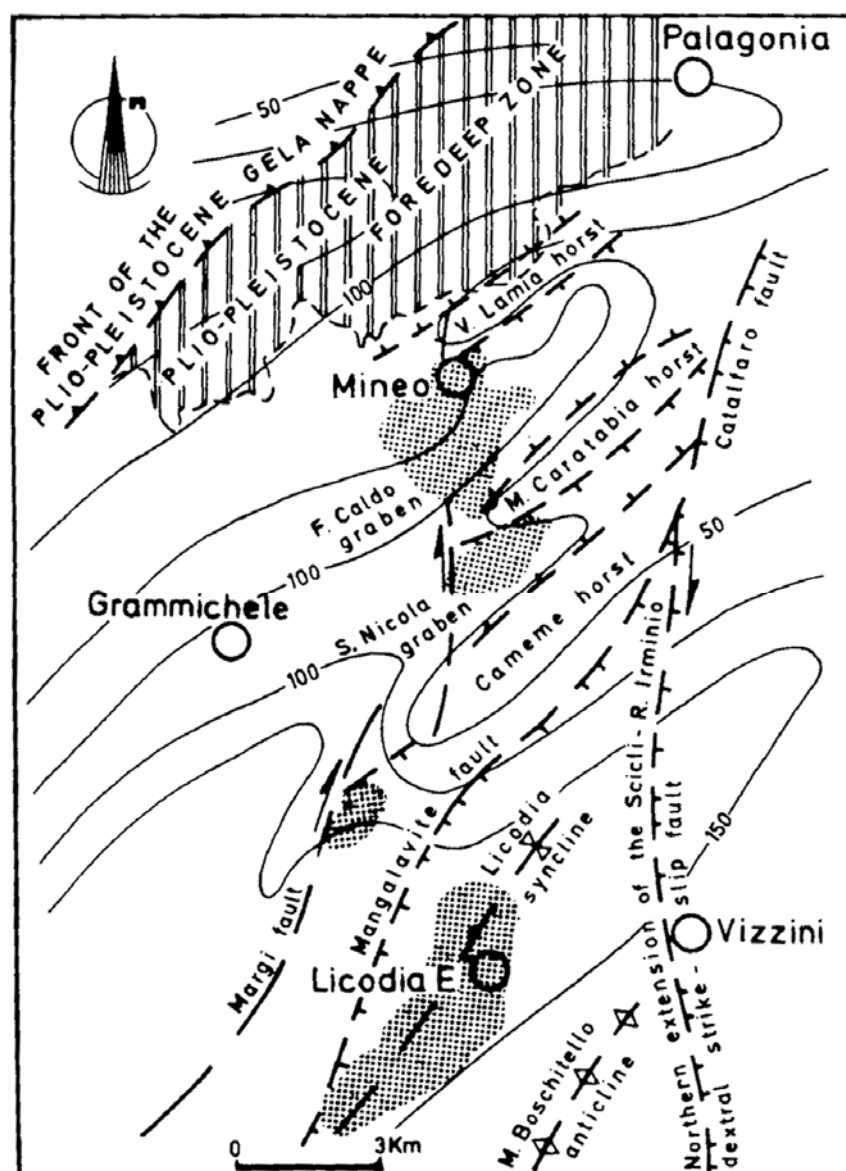 n
Palagonia
50
FRONT OF THE
PLIO-PLEISTOCENE GELA NAPPE
PLIO-PLEISTOCENE
FOREDEEP ZONE
100
V. Lamia horst
Mineo
Catalfaro fault
M. Caratabia horst
F. Caldo
graben
100
50
Grammichele
S. Nicola
graben
Cameme horst
100
Mangalavite fault
Licodia
syncline
150
Northern extension of the Scicli-R. Irminio
dextral strike-slip fault
Vizzini
Margi fault
Licodia E.
M. Boschitello
anticline
0 3Km